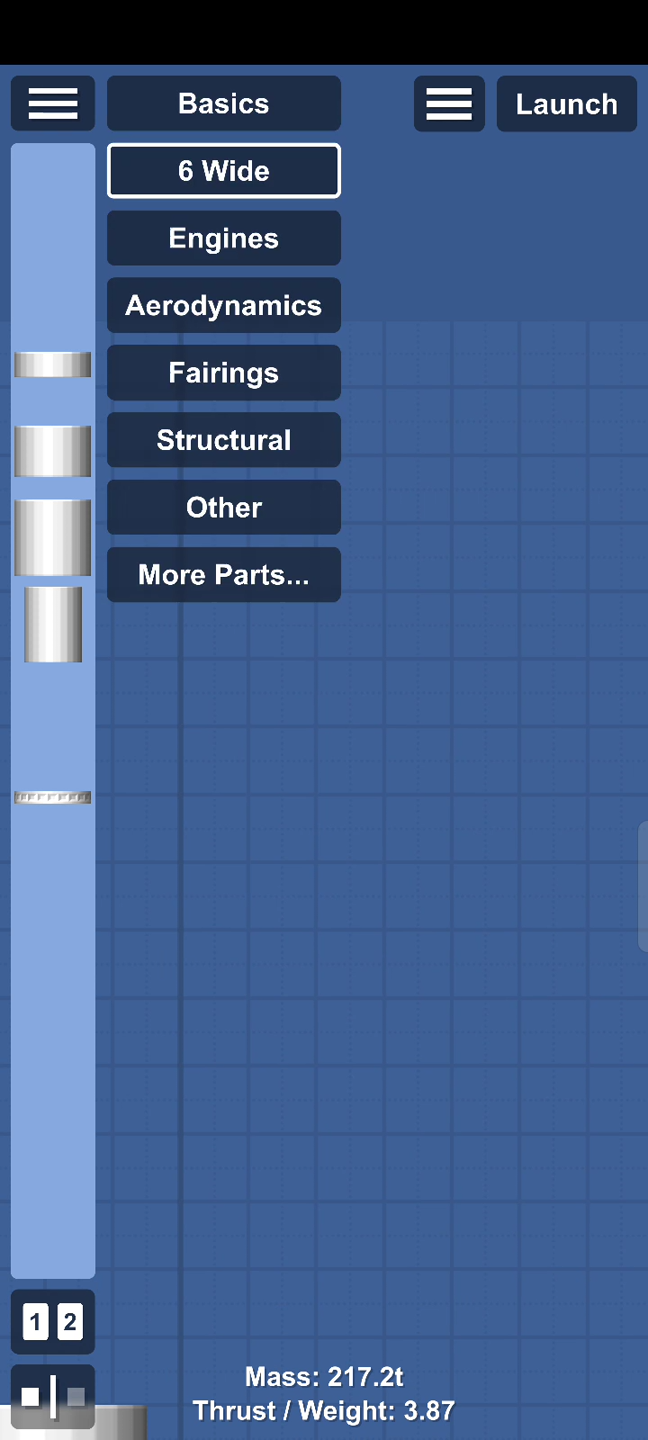 Basics
Launch
6 Wide
Engines
Aerodynamics
Fairings
Structural
Other
More Parts...
1 2
Mass: 217.2t
Thrust / Weight: 3.87